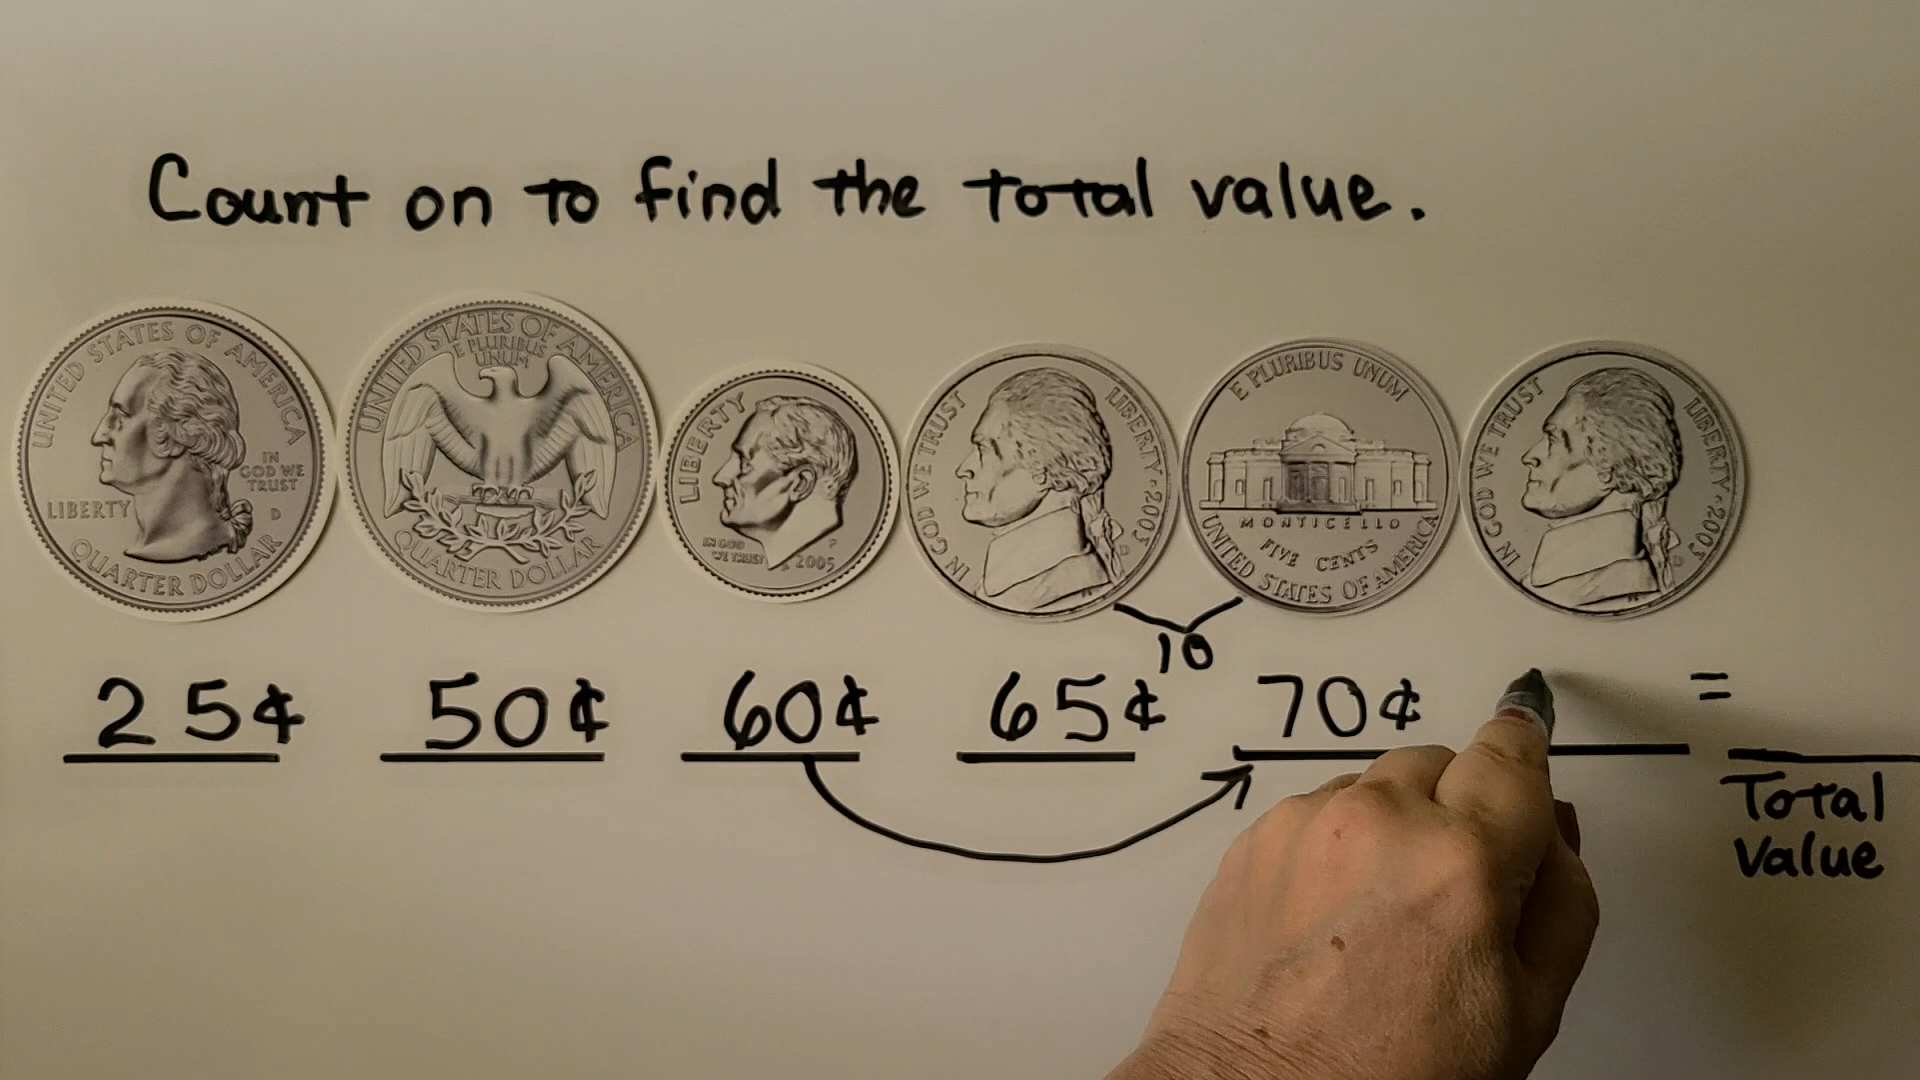 Count on to find the total value.
UNITED STATES OF AMERICA
IN
GOD WE
TRUST
LIBERTY
D
QUARTER DOLLAR
UNITED STATES OF AMERICA
E PLURIBUS
UNUM
QUARTER DOLLAR
LIBERTY
IN GOD
WE TRUST
P
2005
IN GOD WE TRUST
LIBERTY · 2003
D
E PLURIBUS UNUM
MONTICELLO
FIVE CENTS
UNITED STATES OF AMERICA
IN GOD WE TRUST
LIBERTY · 2003
10
25¢ 50¢ 60¢ 65¢ 70¢ =
Total
Value